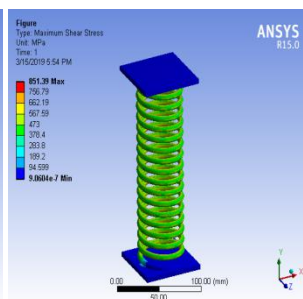 Figure
Type: Maximum Shear Stress
Unit: MPa
Time: 1
3/15/2019 5:54 PM
851.39 Max
756.79
662.19
567.59
473
378.4
283.8
189.2
94.599
9.0604e-7 Min
ANSYS
R15.0
0.00
100.00 (mm)
50.00
Y
X
Z